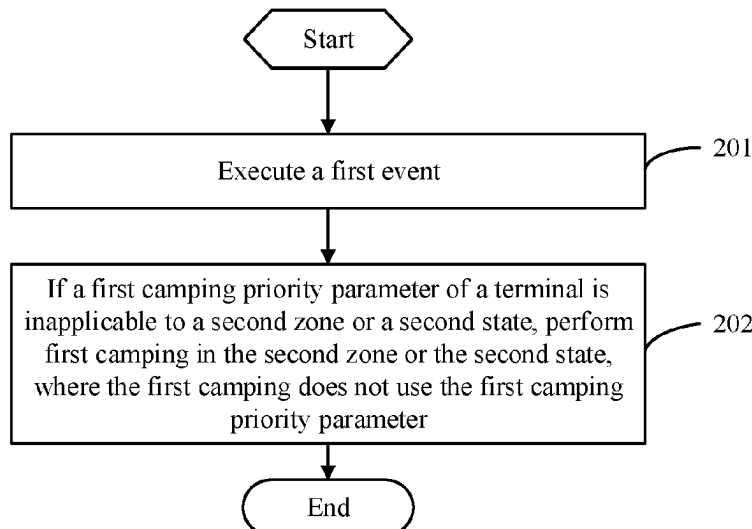 Start
Execute a first event
201
If a first camping priority parameter of a terminal is
inapplicable to a second zone or a second state, perform
first camping in the second zone or the second state,
where the first camping does not use the first camping
priority parameter
202
End